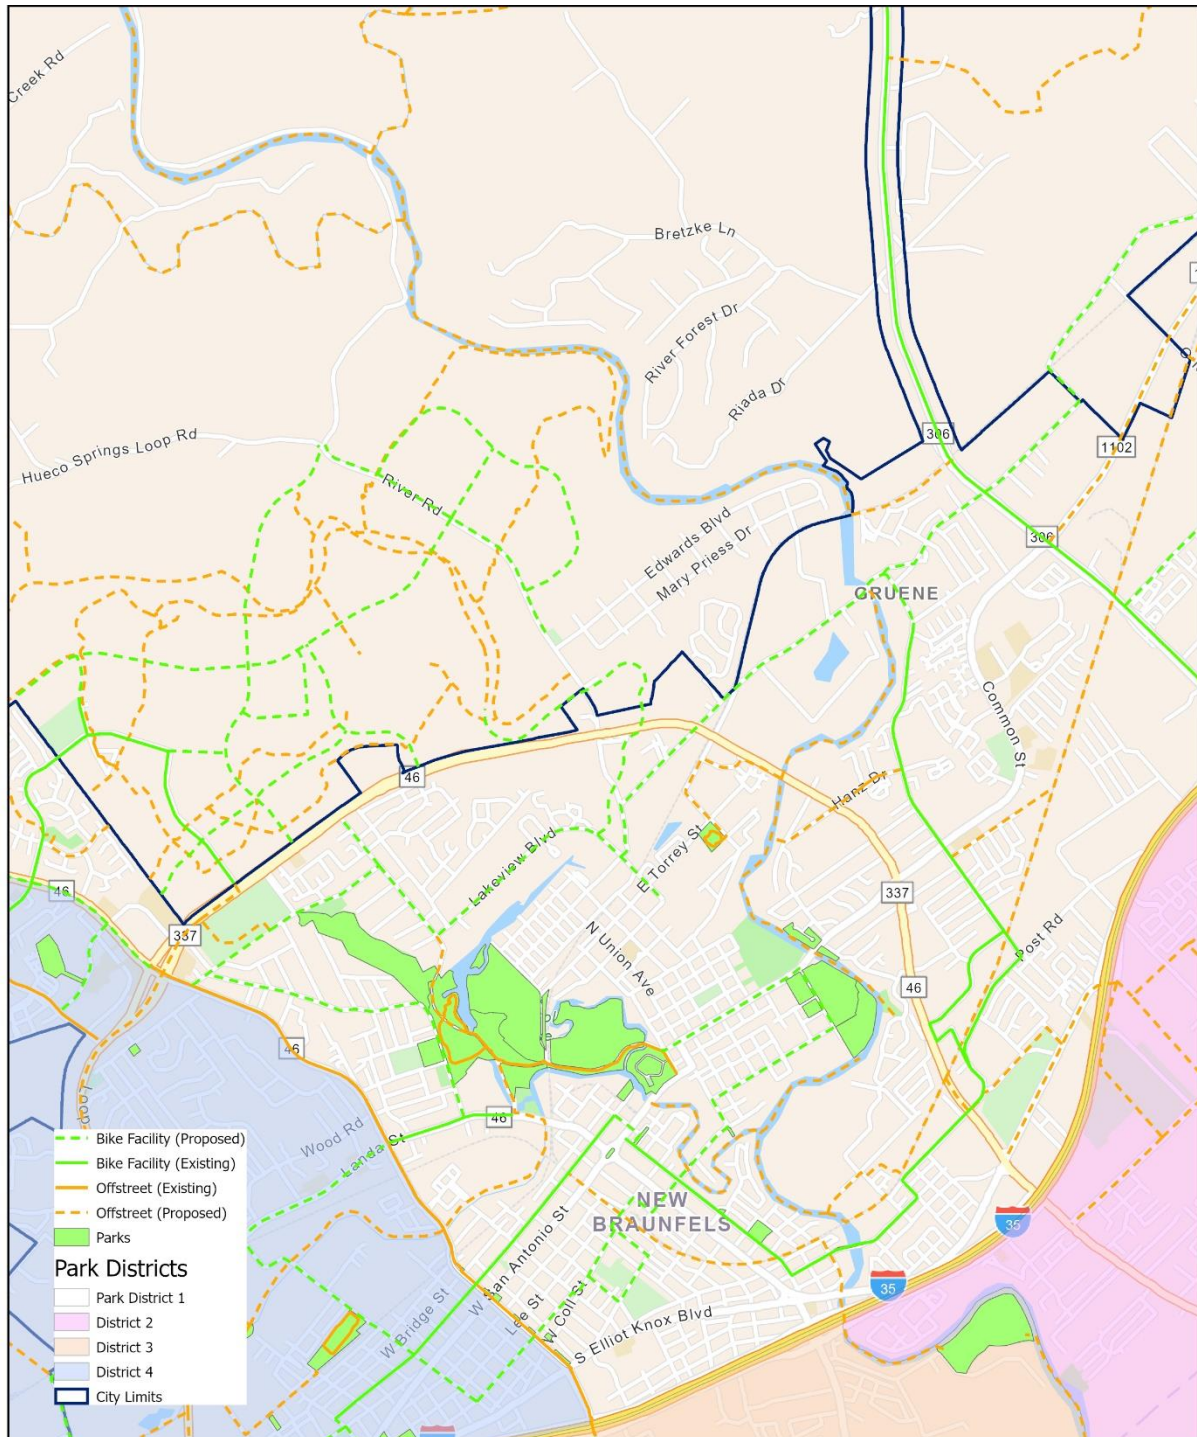 Creek Rd
Bretzke Ln
River Forest Dr
Riada Dr
306
1102
Hueco Springs Loop Rd
River Rd
Edwards Blvd
Mary Priess Dr
306
GRUENE
Common St
46
Hanz Dr
Lakeview Blvd
E Torrey St
46
337
337
N Union Ave
Post Rd
46
46
Loop
46
Wood Rd
Landa St
NEW
BRAUNFELS
35
W San Antonio St
35
Lee St
W Coll St
W Bridge St
S Elliot Knox Blvd
Bike Facility (Proposed)
Bike Facility (Existing)
Offstreet (Existing)
Offstreet (Proposed)
Parks
Park Districts
Park District 1
District 2
District 3
District 4
City Limits